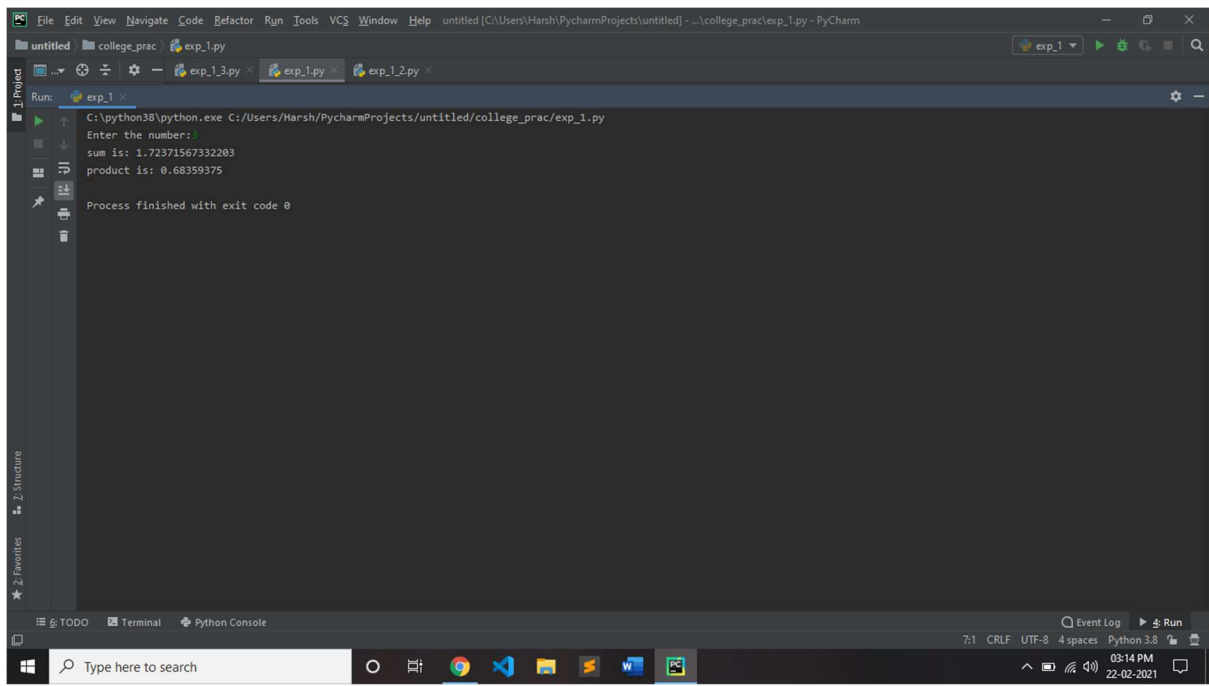 PC File Edit View Navigate Code Refactor Run Tools VCS Window Help untitled [C:\Users\Harsh\PycharmProjects\untitled] - ...\college_prac\exp_1.py - PyCharm
untitled college_prac exp_1.py exp_1
... exp_1_3.py exp_1.py exp_1_2.py
1: Project
Run: exp_1
C:\python38\python.exe C:/Users/Harsh/PycharmProjects/untitled/college_prac/exp_1.py
Enter the number:3
sum is: 1.72371567332203
product is: 0.68359375
Process finished with exit code 0
7: Structure
2: Favorites
6: TODO Terminal Python Console Event Log 4: Run
7:1 CRLF UTF-8 4 spaces Python 3.8
Type here to search W PC 03:14 PM
22-02-2021